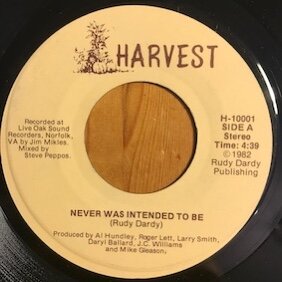 HARVEST
Recorded at
Live Oak Sound
Recorders, Norfolk,
VA by Jim Mikles.
Mixed by
Steve Peppos.
H-10001
SIDE A
Stereo
Time: 4:39
©1982
Rudy Dardy
Publishing
NEVER WAS INTENDED TO BE
(Rudy Dardy)
Produced by Al Hundley, Roger Lett, Larry Smith,
Daryl Ballard, J.C. Williams
and Mike Gleason.